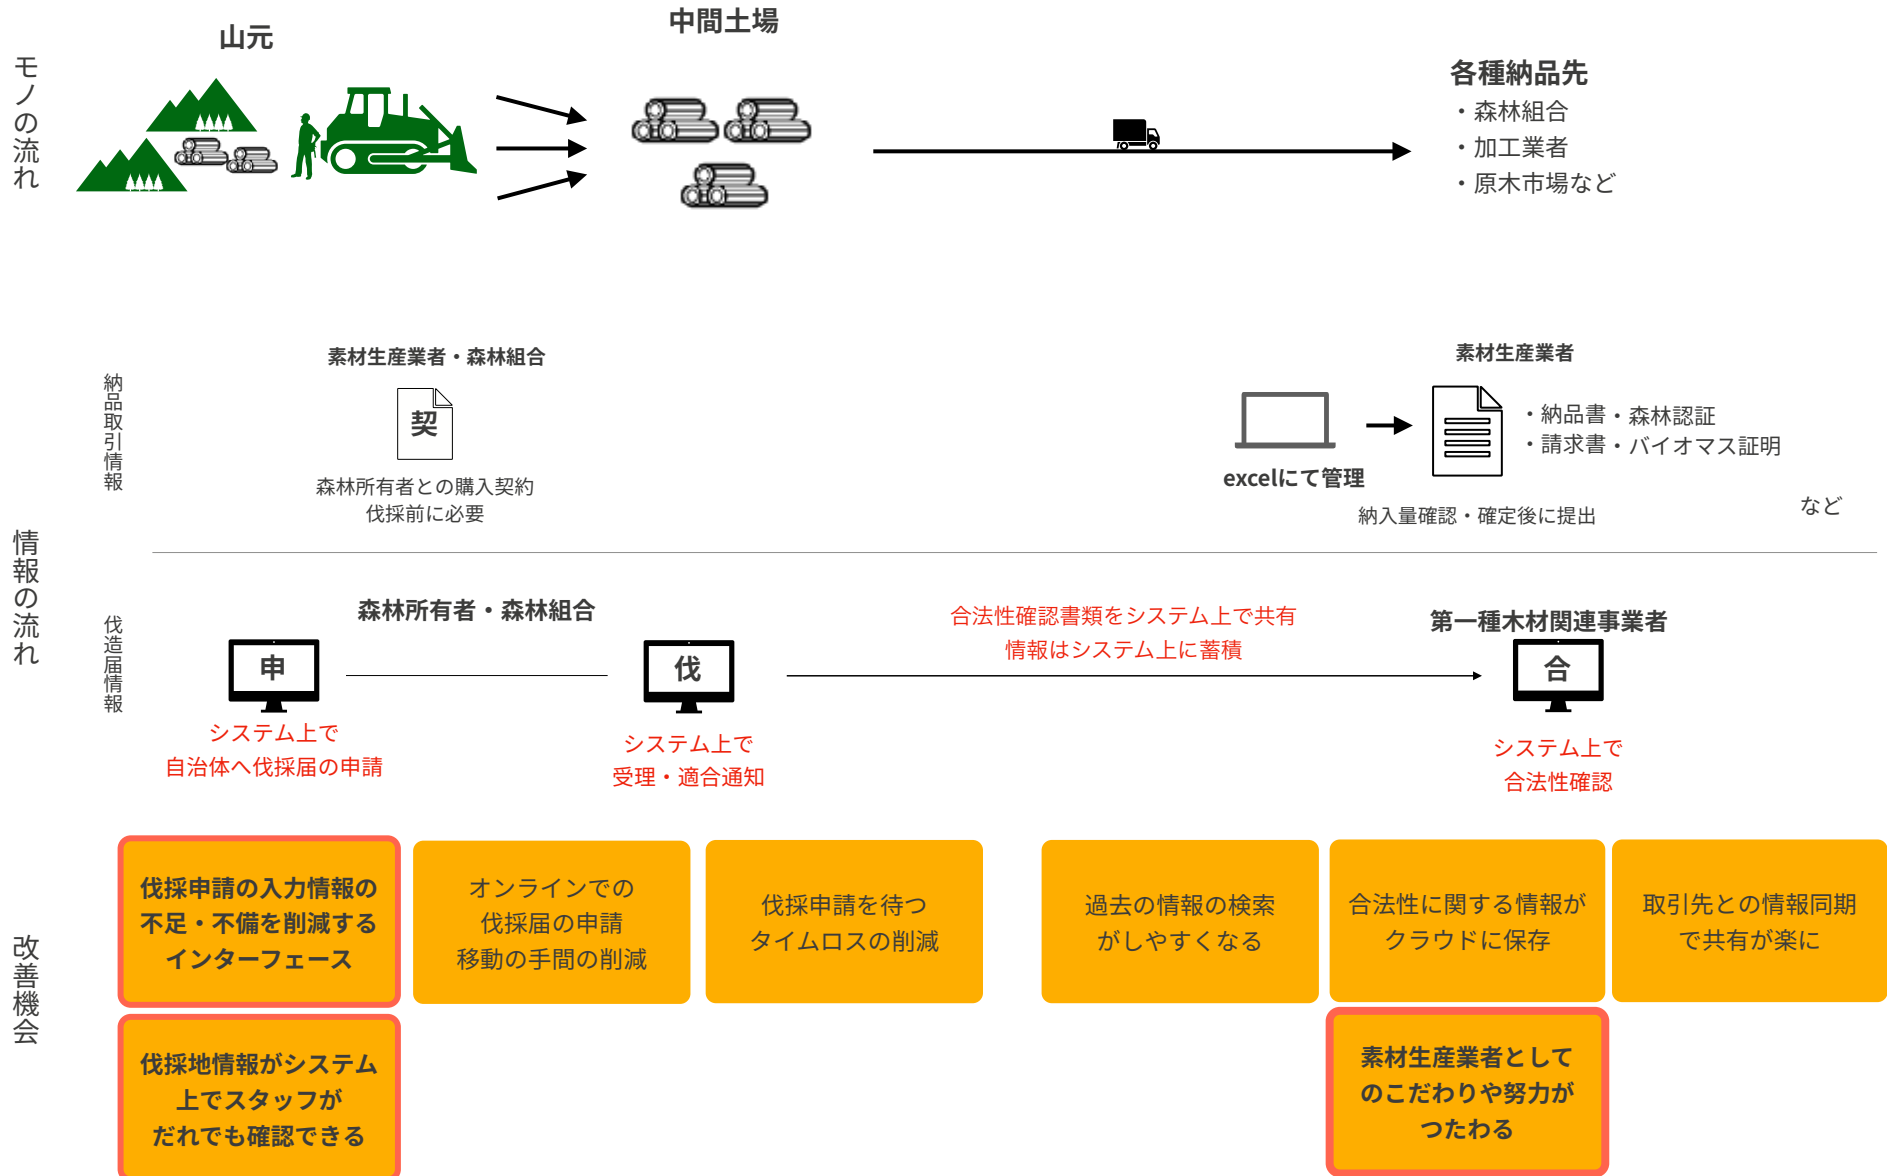 モノの流れ
山元
中間土場
各種納品先
・森林組合
・加工業者
・原木市場など
情報の流れ
納品取引情報
素材生産業者・森林組合
契
森林所有者との購入契約
伐採前に必要
excelにて管理
素材生産業者
・納品書・森林認証
・請求書・バイオマス証明
など
納入量確認・確定後に提出
伐造届情報
森林所有者・森林組合
申
システム上で
自治体へ伐採届の申請
伐
システム上で
受理・適合通知
合法性確認書類をシステム上で共有
情報はシステム上に蓄積
第一種木材関連事業者
合
システム上で
合法性確認
改善機会
伐採申請の入力情報の
不足・不備を削減する
インターフェース
オンラインでの
伐採届の申請
移動の手間の削減
伐採申請を待つ
タイムロスの削減
過去の情報の検索
がしやすくなる
合法性に関する情報が
クラウドに保存
取引先との情報同期
で共有が楽に
伐採地情報がシステム
上でスタッフが
だれでも確認できる
素材生産業者として
のこだわりや努力が
つたわる